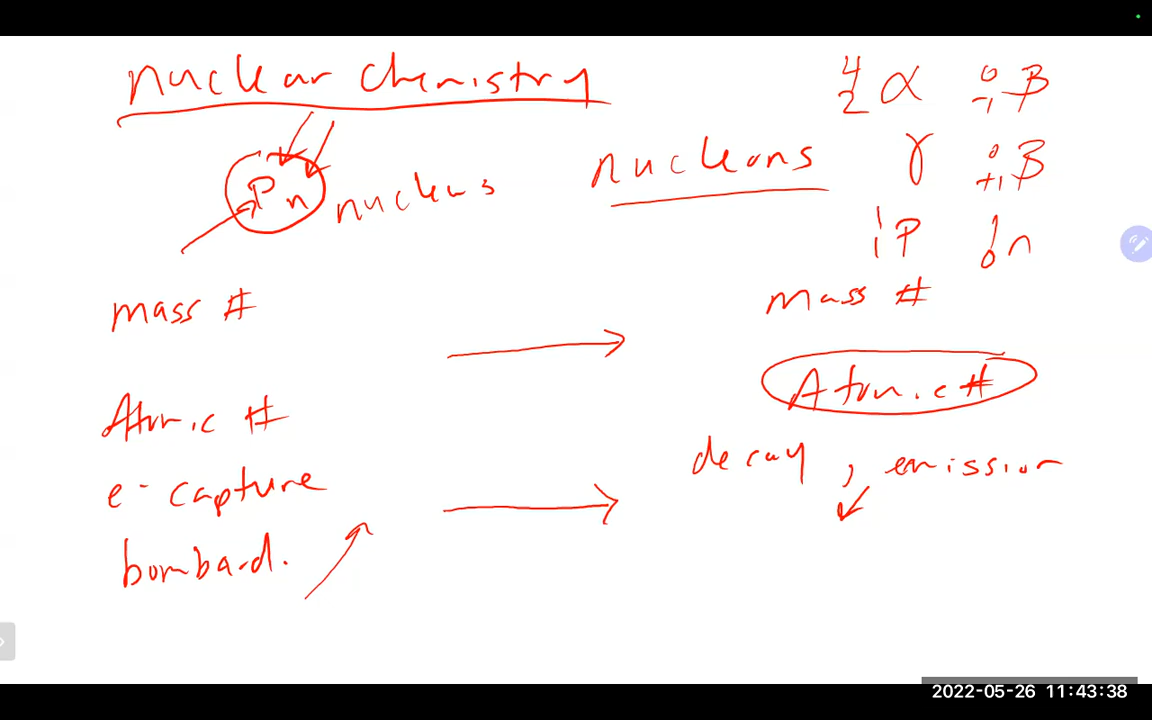 nuclear chemistry
4 2 α 0 -1 β
P n nucleus nucleons γ 0 +1 β
1 1 P 1 0 n
mass # mass #
Atomic # Atomic #
decay, emission
e- capture
bombard.
2022-05-26 11:43:38